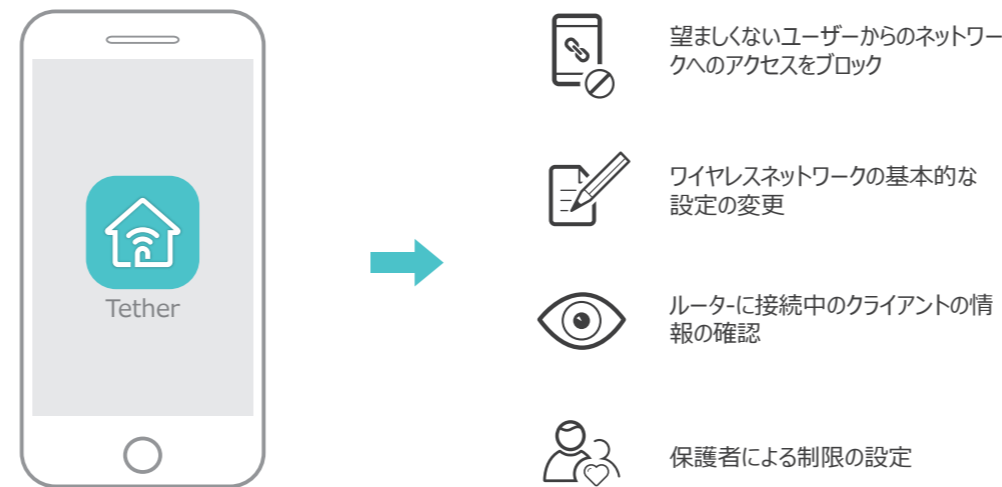 Tether
望ましくないユーザーからのネットワー
クへのアクセスをブロック
ワイヤレスネットワークの基本的な
設定の変更
ルータ-に接続中のクライアントの情
報の確認
保護者による制限の設定